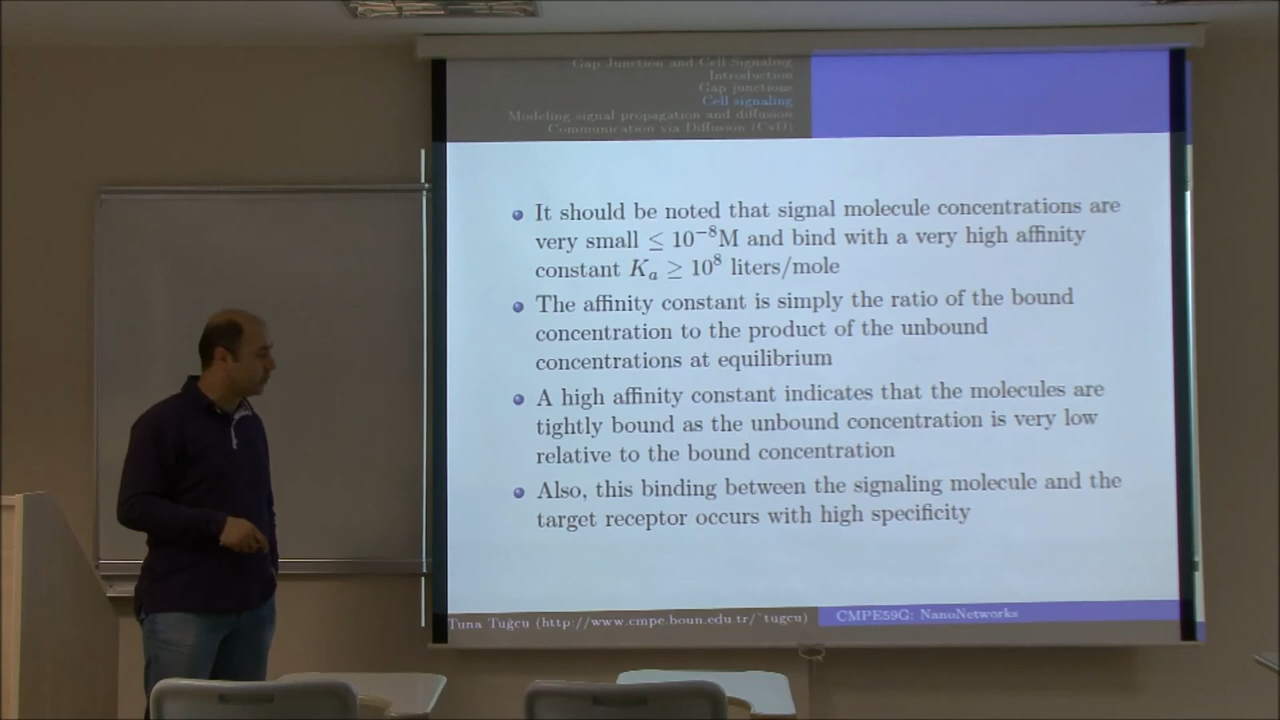 Gap Junction and Cell Signaling
Introduction
Gap junctions
Cell signaling
Modeling signal propagation and diffusion
Communication via Diffusion (CvD)
It should be noted that signal molecule concentrations are
very small ≤ 10⁻⁸M and bind with a very high affinity
constant Kₐ ≥ 10⁸ liters/mole
The affinity constant is simply the ratio of the bound
concentration to the product of the unbound
concentrations at equilibrium
A high affinity constant indicates that the molecules are
tightly bound as the unbound concentration is very low
relative to the bound concentration
Also, this binding between the signaling molecule and the
target receptor occurs with high specificity
Tuna Tuğcu (http://www.cmpe.boun.edu.tr/~tugcu)
CMPE59G: NanoNetworks